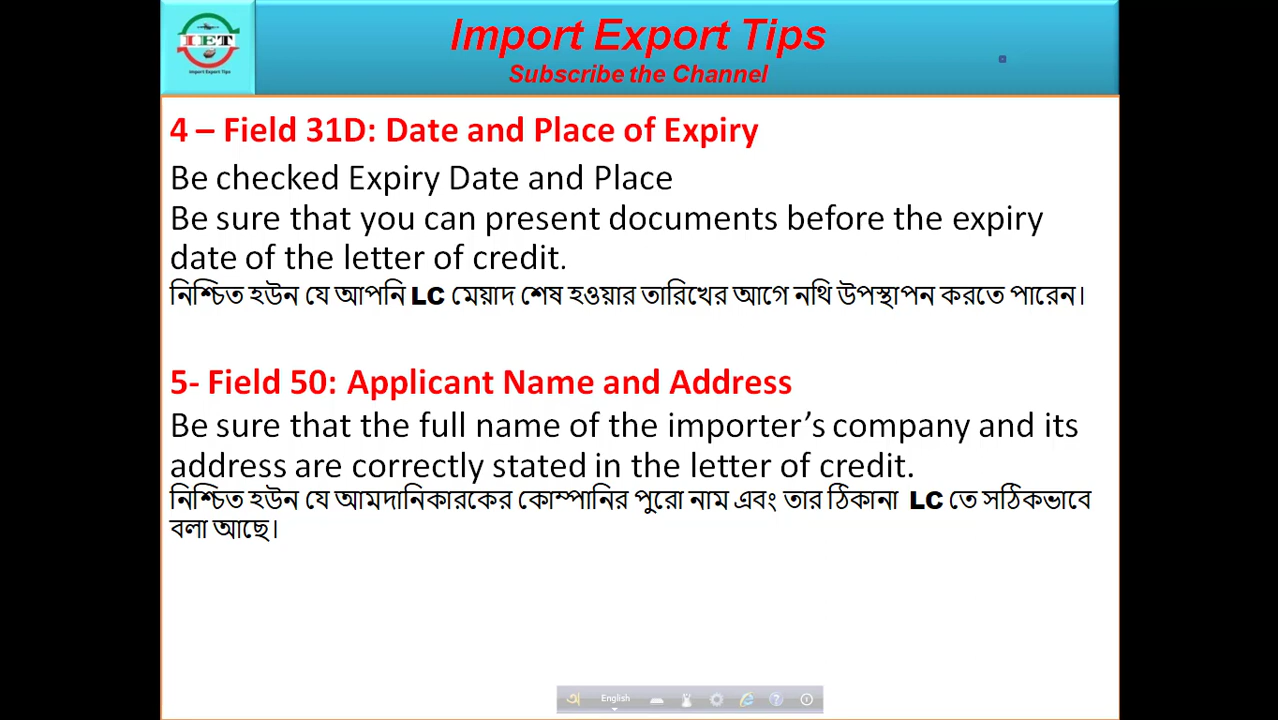 IET
Import Export Tips
Import Export Tips
Subscribe the Channel
4 – Field 31D: Date and Place of Expiry
Be checked Expiry Date and Place
Be sure that you can present documents before the expiry
date of the letter of credit.
নিশ্চিত হউন যে আপনি LC মেয়াদ শেষ হওয়ার তারিখের আগে নথি উপস্থাপন করতে পারেন।
5- Field 50: Applicant Name and Address
Be sure that the full name of the importer’s company and its
address are correctly stated in the letter of credit.
নিশ্চিত হউন যে আমদানিকারকের কোম্পানির পুরো নাম এবং তার ঠিকানা LC তে সঠিকভাবে
বলা আছে।
অ English